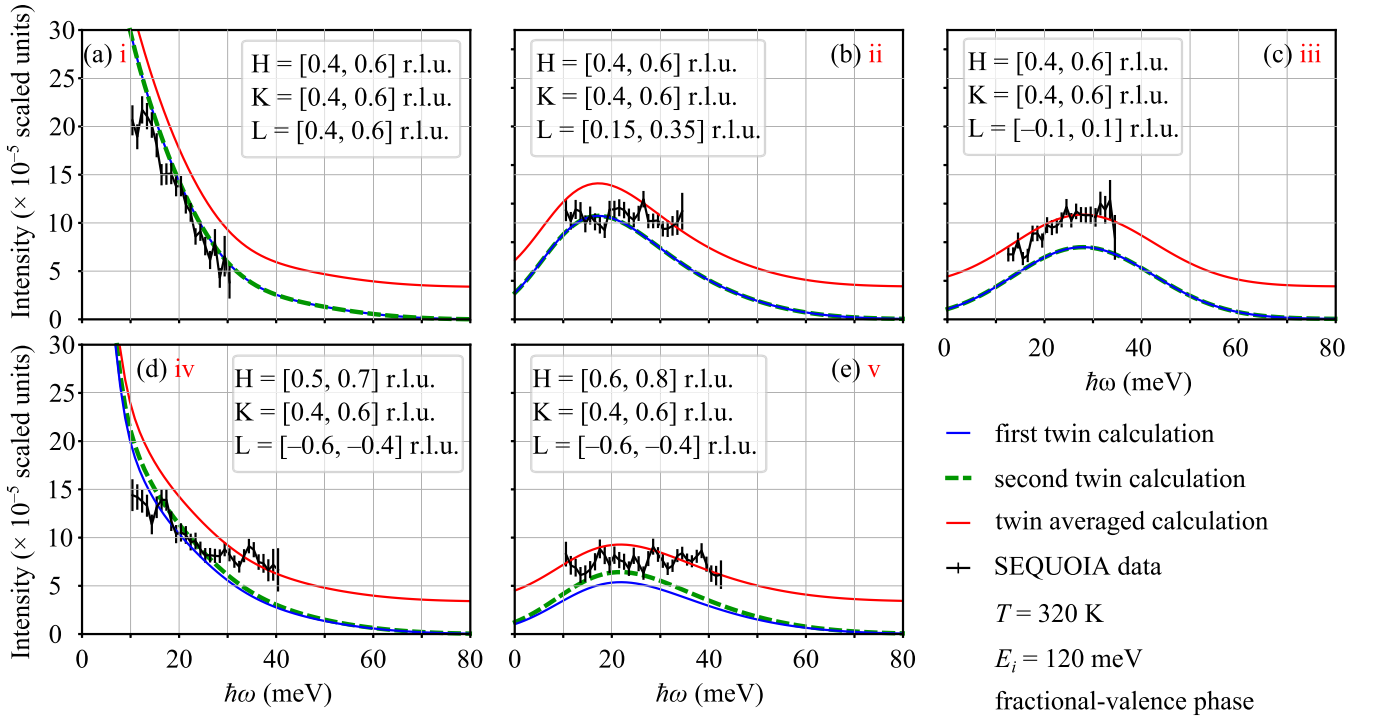 Intensity (× 10⁻⁵ scaled units)
30
25
20
15
10
5
0
(a) i
H = [0.4, 0.6] r.l.u.
K = [0.4, 0.6] r.l.u.
L = [0.4, 0.6] r.l.u.
(b) ii
H = [0.4, 0.6] r.l.u.
K = [0.4, 0.6] r.l.u.
L = [0.15, 0.35] r.l.u.
(c) iii
H = [0.4, 0.6] r.l.u.
K = [0.4, 0.6] r.l.u.
L = [–0.1, 0.1] r.l.u.
0 20 40 60 80
ħω (meV)
Intensity (× 10⁻⁵ scaled units)
30
25
20
15
10
5
0
(d) iv
H = [0.5, 0.7] r.l.u.
K = [0.4, 0.6] r.l.u.
L = [–0.6, –0.4] r.l.u.
0 20 40 60 80
ħω (meV)
(e) v
H = [0.6, 0.8] r.l.u.
K = [0.4, 0.6] r.l.u.
L = [–0.6, –0.4] r.l.u.
0 20 40 60 80
ħω (meV)
first twin calculation
second twin calculation
twin averaged calculation
SEQUOIA data
T = 320 K
Eᵢ = 120 meV
fractional-valence phase